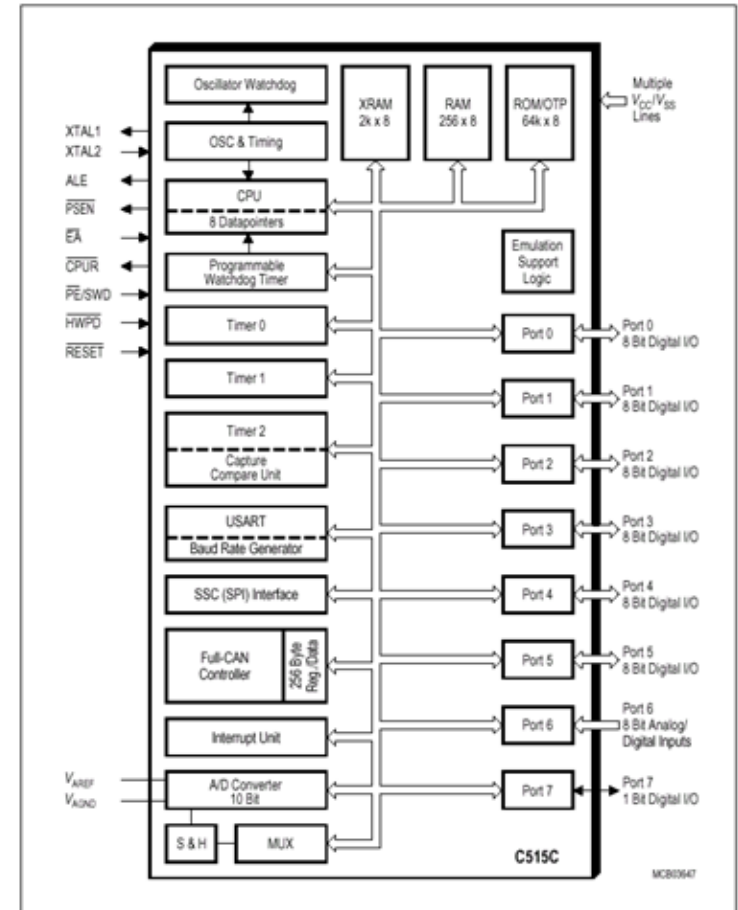 Oscillator Watchdog
OSC & Timing
CPU
8 Datapointers
Programmable
Watchdog Timer
Timer 0
Timer 1
Timer 2
Capture
Compare Unit
USART
Baud Rate Generator
SSC (SPI) Interface
Full-CAN
Controller
256 Byte
Reg./Data
Interrupt Unit
A/D Converter
10 Bit
S & H
MUX
XRAM
2k x 8
RAM
256 x 8
ROM/OTP
64k x 8
Emulation
Support
Logic
Port 0
Port 1
Port 2
Port 3
Port 4
Port 5
Port 6
Port 7
C515C
XTAL1
XTAL2
ALE
P̅S̅E̅N̅
E̅A̅
C̅P̅U̅R̅
P̅E̅/SWD
H̅W̅P̅D̅
R̅E̅S̅E̅T̅
VAREF
VAGND
Multiple
VCC/VSS
Lines
Port 0
8 Bit Digital I/O
Port 1
8 Bit Digital I/O
Port 2
8 Bit Digital I/O
Port 3
8 Bit Digital I/O
Port 4
8 Bit Digital I/O
Port 5
8 Bit Digital I/O
Port 6
8 Bit Analog/
Digital Inputs
Port 7
1 Bit Digital I/O
MCB03647